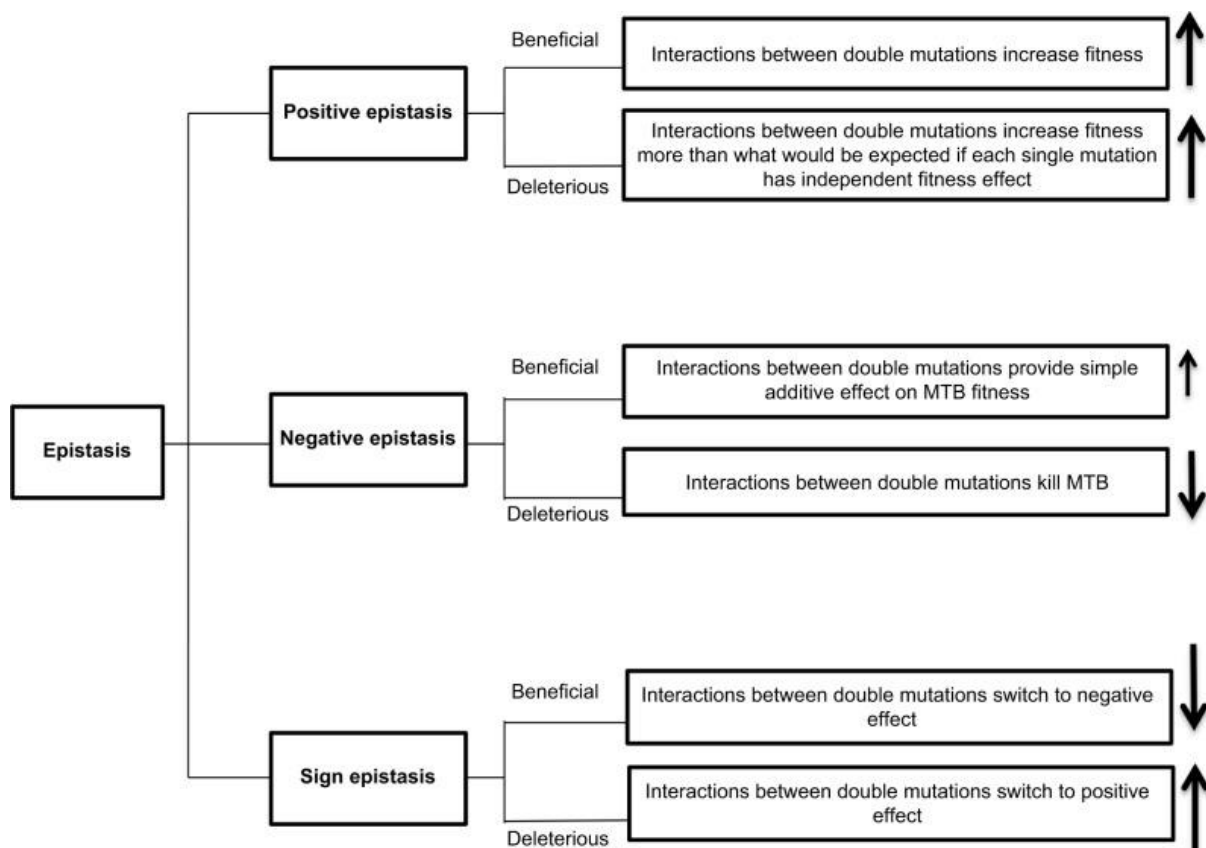 Beneficial
Interactions between double mutations increase fitness
Positive epistasis
Interactions between double mutations increase fitness
more than what would be expected if each single mutation
has independent fitness effect
Deleterious
Beneficial
Interactions between double mutations provide simple
additive effect on MTB fitness
Epistasis
Negative epistasis
Interactions between double mutations kill MTB
Deleterious
Beneficial
Interactions between double mutations switch to negative
effect
Sign epistasis
Interactions between double mutations switch to positive
effect
Deleterious